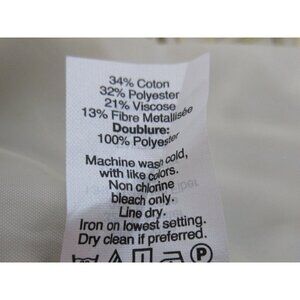 34% Coton
32% Polyester
21% Viscose
13% Fibre Metallisée
Doublure:
100% Polyester
Machine wash cold,
with like colors.
Non chlorine
bleach only.
Line dry.
Iron on lowest setting.
Dry clean if preferred.
P